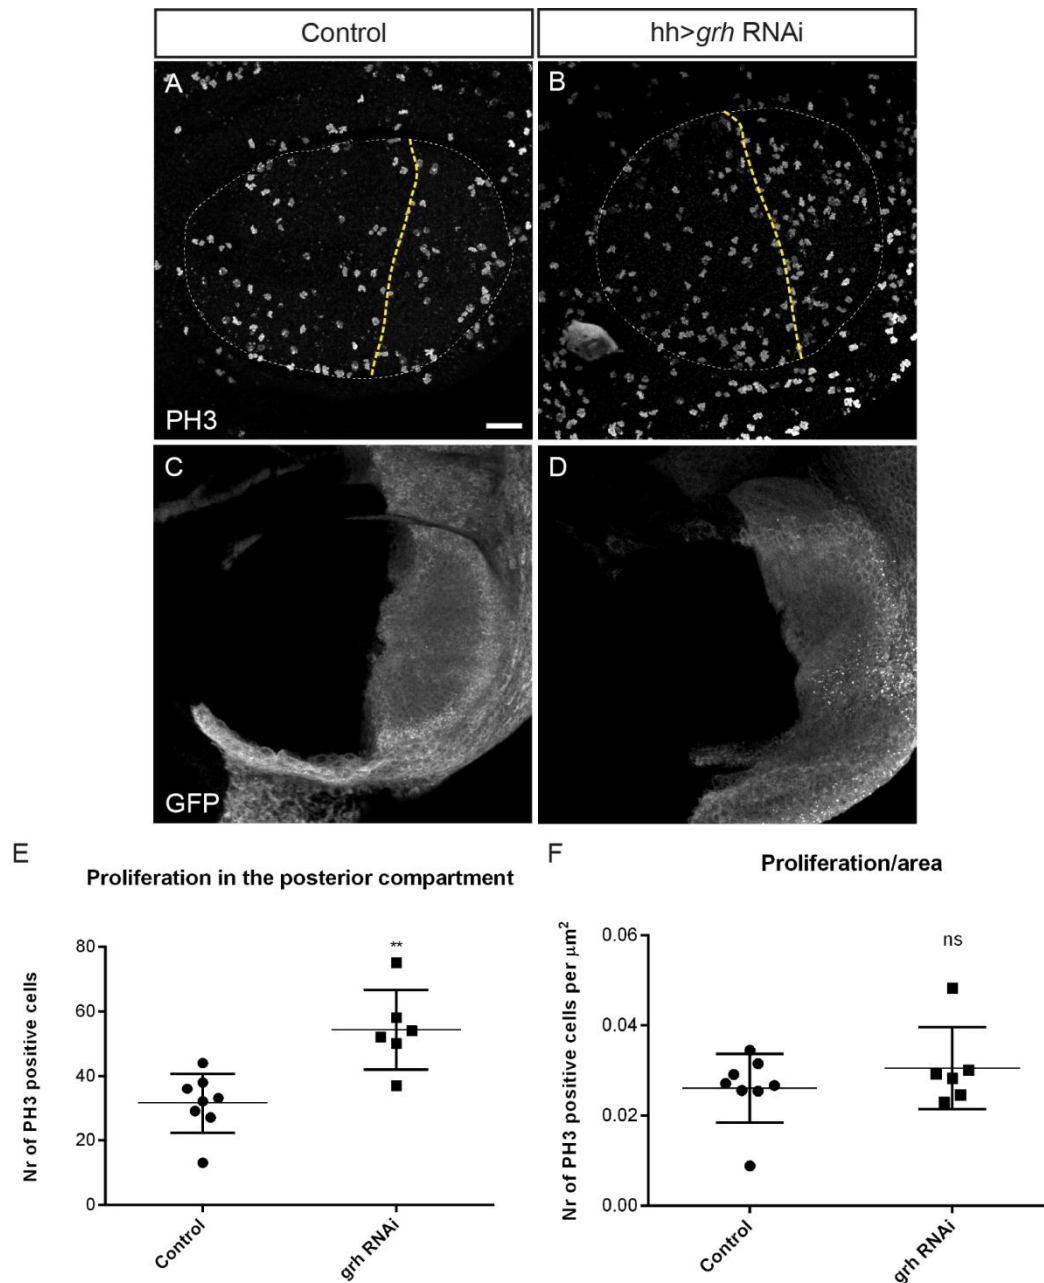 Control
hh>grh RNAi
A
B
PH3
C
D
GFP
E
Proliferation in the posterior compartment
Nr of PH3 positive cells
80
60
40
20
0
**
Control
grh RNAi
F
Proliferation/area
Nr of PH3 positive cells per μm²
0.06
0.04
0.02
0.00
ns
Control
grh RNAi